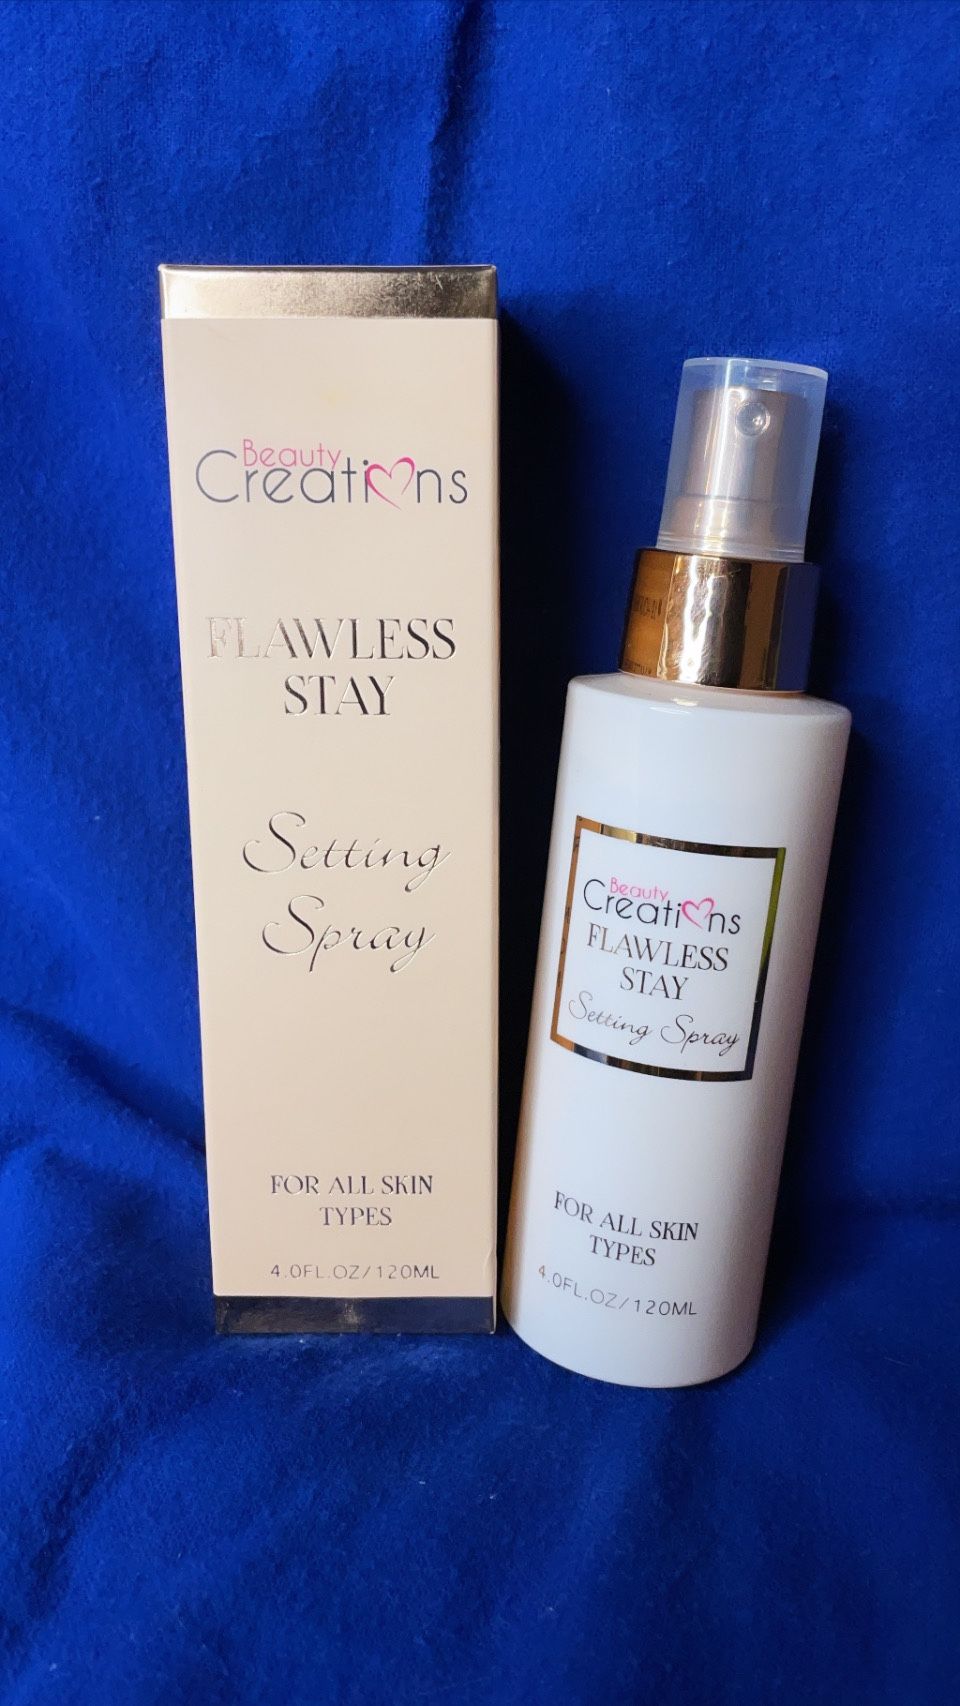 Beauty
Creations
FLAWLESS
STAY
Setting
Spray
FOR ALL SKIN
TYPES
4.0FL.OZ/120ML
Beauty
Creations
FLAWLESS
STAY
Setting Spray
FOR ALL SKIN
TYPES
4.0FL.OZ/120ML